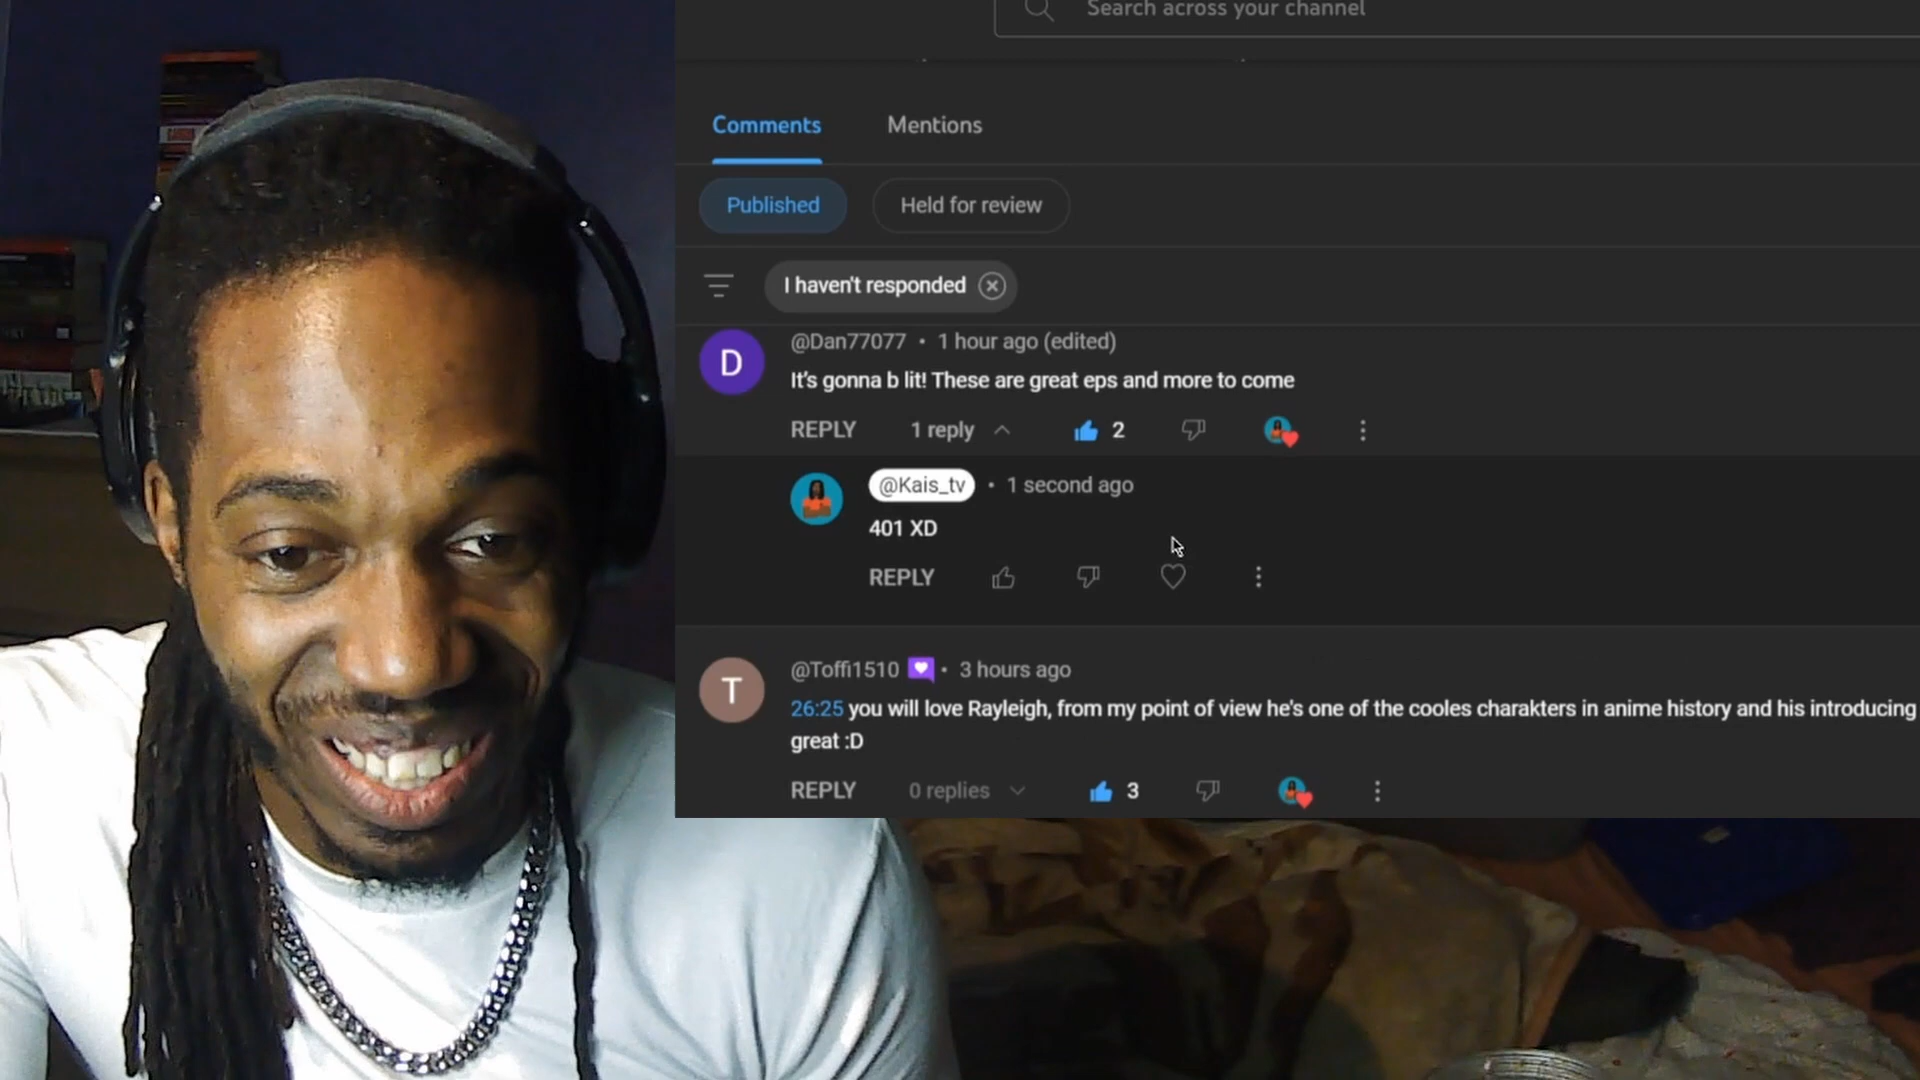 Search across your channel
Comments
Mentions
Published
Held for review
I haven't responded
D
@Dan77077 • 1 hour ago (edited)
It's gonna b lit! These are great eps and more to come
REPLY
1 reply
2
@Kais_tv • 1 second ago
401 XD
REPLY
T
@Toffi1510 • 3 hours ago
26:25 you will love Rayleigh, from my point of view he's one of the cooles charakters in anime history and his introducing
great :D
REPLY
0 replies
3